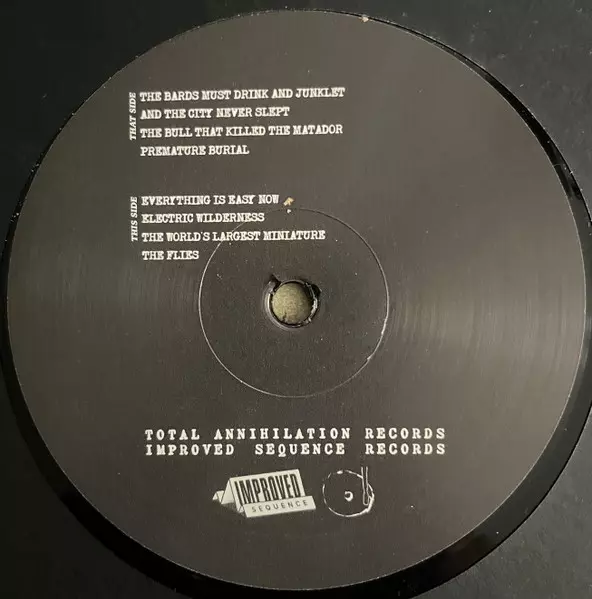 THAT SIDE
THE BARDS MUST DRINK AND JUNKLET
AND THE CITY NEVER SLEPT
THE BULL THAT KILLED THE MATADOR
PREMATURE BURIAL
THIS SIDE
EVERYTHING IS EASY NOW
ELECTRIC WILDERNESS
THE WORLD'S LARGEST MINIATURE
THE FLIES
TOTAL ANNIHILATION RECORDS
IMPROVED SEQUENCE RECORDS
IMPROVED
SEQUENCE